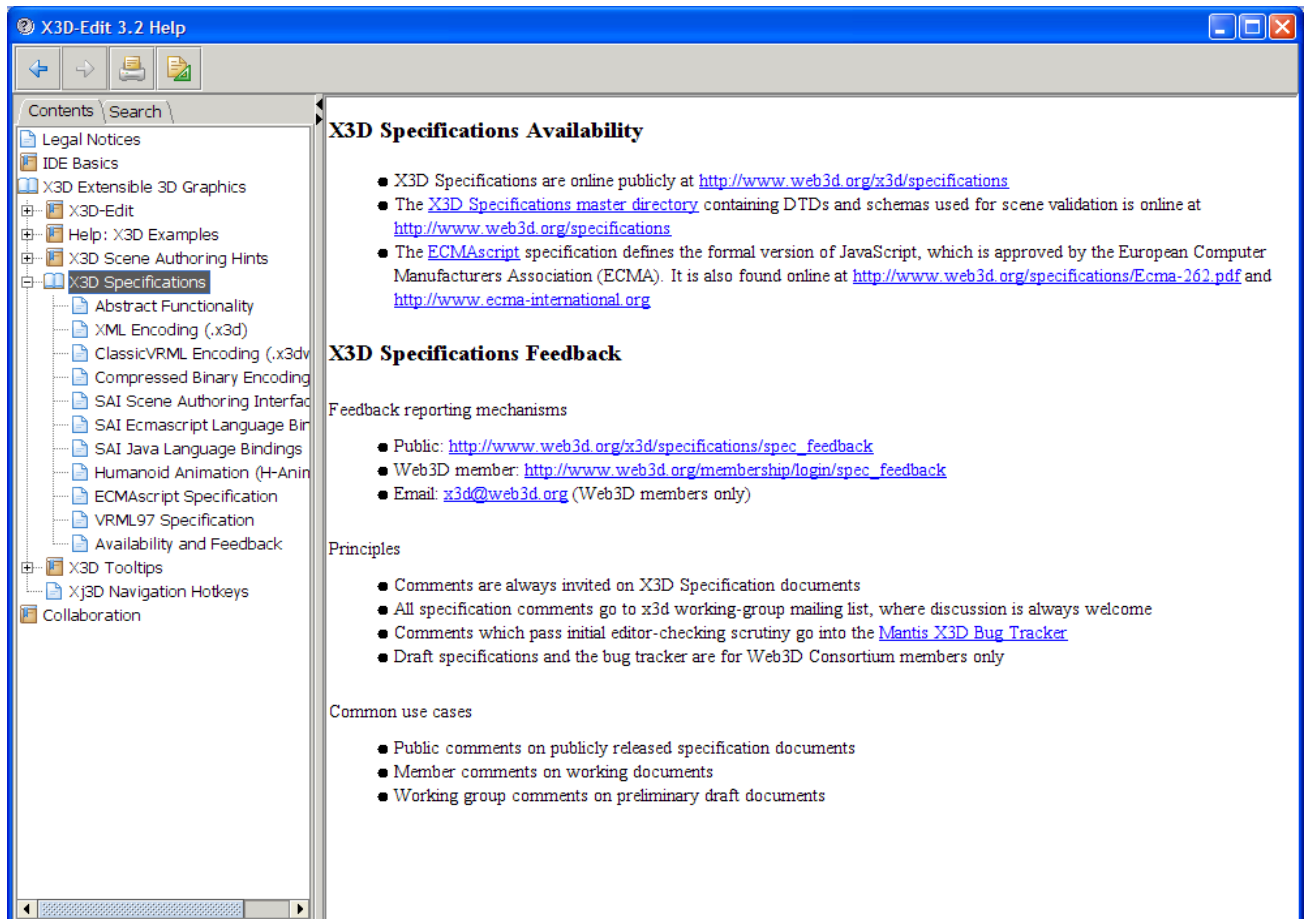 X3D-Edit 3.2 Help
Contents
Search
Legal Notices
IDE Basics
X3D Extensible 3D Graphics
X3D-Edit
Help: X3D Examples
X3D Scene Authoring Hints
X3D Specifications
Abstract Functionality
XML Encoding (.x3d)
ClassicVRML Encoding (.x3dv
Compressed Binary Encoding
SAI Scene Authoring Interfac
SAI Ecmascript Language Bin
SAI Java Language Bindings
Humanoid Animation (H-Anin
ECMAscript Specification
VRML97 Specification
Availability and Feedback
X3D Tooltips
Xj3D Navigation Hotkeys
Collaboration
X3D Specifications Availability
● X3D Specifications are online publicly at http://www.web3d.org/x3d/specifications
● The X3D Specifications master directory containing DTDs and schemas used for scene validation is online at
http://www.web3d.org/specifications
● The ECMAscript specification defines the formal version of JavaScript, which is approved by the European Computer
Manufacturers Association (ECMA). It is also found online at http://www.web3d.org/specifications/Ecma-262.pdf and
http://www.ecma-international.org
X3D Specifications Feedback
Feedback reporting mechanisms
● Public: http://www.web3d.org/x3d/specifications/spec_feedback
● Web3D member: http://www.web3d.org/membership/login/spec_feedback
● Email: x3d@web3d.org (Web3D members only)
Principles
● Comments are always invited on X3D Specification documents
● All specification comments go to x3d working-group mailing list, where discussion is always welcome
● Comments which pass initial editor-checking scrutiny go into the Mantis X3D Bug Tracker
● Draft specifications and the bug tracker are for Web3D Consortium members only
Common use cases
● Public comments on publicly released specification documents
● Member comments on working documents
● Working group comments on preliminary draft documents